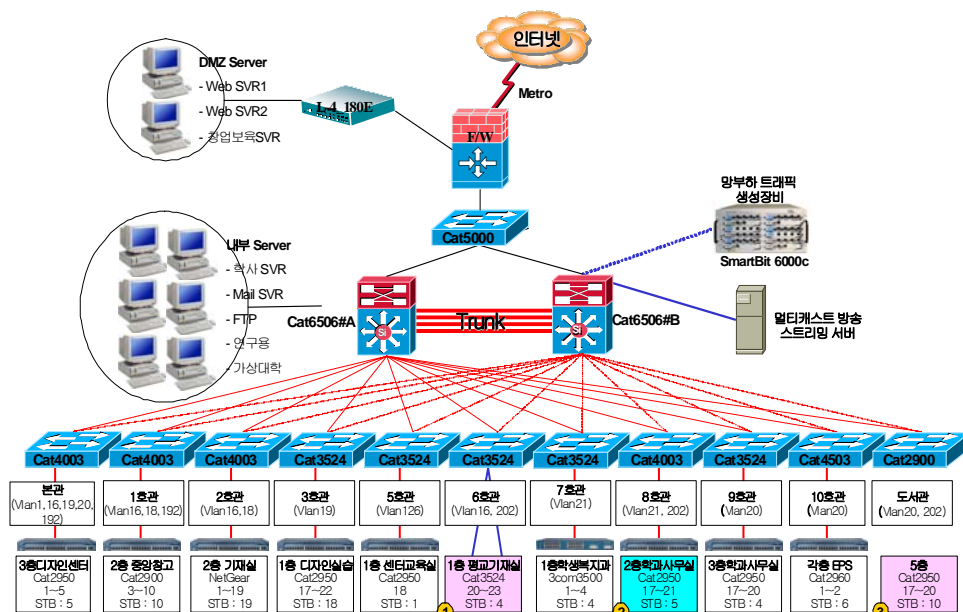 인터넷
Metro
DMZ Server
- Web SVR1
- Web SVR2
- 창업보육SVR
L-4 180E
F/W
망부하 트래픽
생성장비
SmartBit 6000c
Cat5000
내부 Server
- 학사 SVR
- Mail SVR
- FTP
- 연구용
- 가상대학
Cat6506#A
Si
Trunk
Si
Cat6506#B
멀티캐스트 방송
스트리밍 서버
Cat4003
Cat4003
Cat4003
Cat3524
Cat3524
Cat3524
Cat3524
Cat4003
Cat3524
Cat4503
Cat2900
본관
(Vlan1,16,19,20,
192)
1호관
(Vlan16,18,192)
2호관
(Vlan16,18)
3호관
(Vlan19)
5호관
(Vlan126)
6호관
(Vlan16, 202)
7호관
(Vlan21)
8호관
(Vlan21, 202)
9호관
(Vlan20)
10호관
(Vlan20)
도서관
(Vlan20, 202)
3층디자인센터
Cat2950
1~5
STB : 5
2층 중앙창고
Cat2900
3~10
STB : 10
2층 기재실
NetGear
1~19
STB : 19
1층 디자인실습
Cat2950
17~22
STB : 18
1층 센터교육실
Cat2950
18
STB : 1
1층 평교기재실
Cat3524
20~23
STB : 4
1
1층학생복지과
3com3500
1~4
STB : 4
2층학과사무실
Cat2950
17~21
STB : 5
2
3층학과사무실
Cat2950
17~20
STB : 4
각층 EPS
Cat2960
1~2
STB : 6
5층
Cat2950
17~20
STB : 10